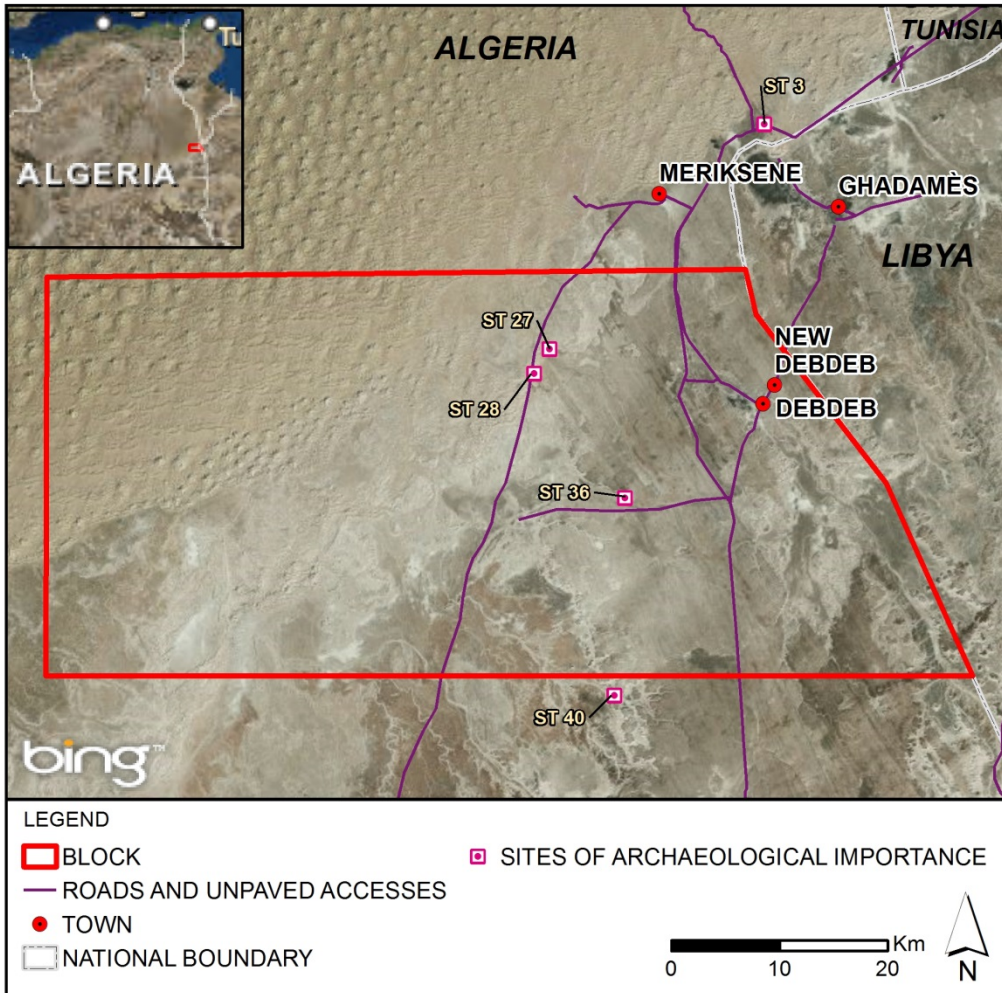 ALGERIA
TUNISIA
Tu
ST 3
ALGERIA
MERIKSENE
GHADAMÈS
LIBYA
ST 27
NEW
DEBDEB
ST 28
DEBDEB
ST 36
ST 40
bing™
LEGEND
BLOCK
SITES OF ARCHAEOLOGICAL IMPORTANCE
ROADS AND UNPAVED ACCESSES
TOWN
NATIONAL BOUNDARY
Km
0 10 20
N